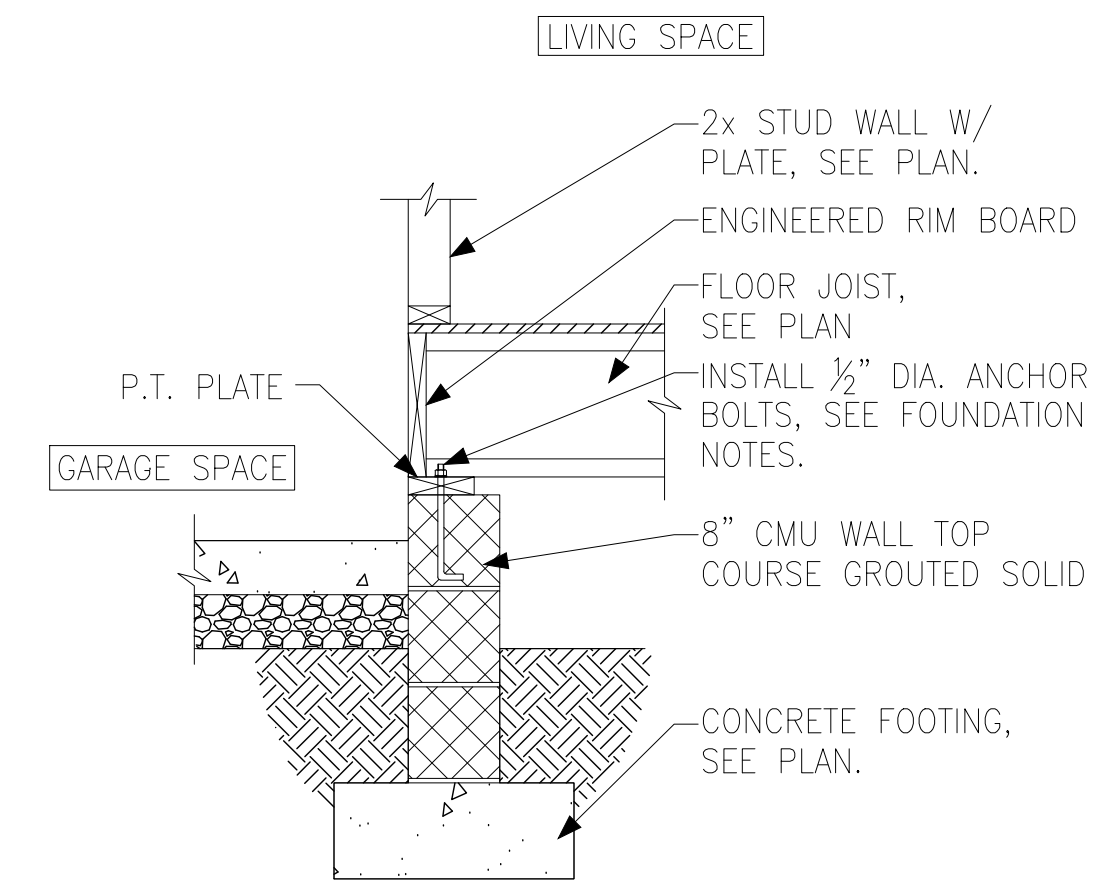 LIVING SPACE
2x STUD WALL W/
PLATE, SEE PLAN.
ENGINEERED RIM BOARD
FLOOR JOIST,
SEE PLAN
P.T. PLATE
INSTALL ½" DIA. ANCHOR
BOLTS, SEE FOUNDATION
NOTES.
GARAGE SPACE
8" CMU WALL TOP
COURSE GROUTED SOLID
CONCRETE FOOTING,
SEE PLAN.